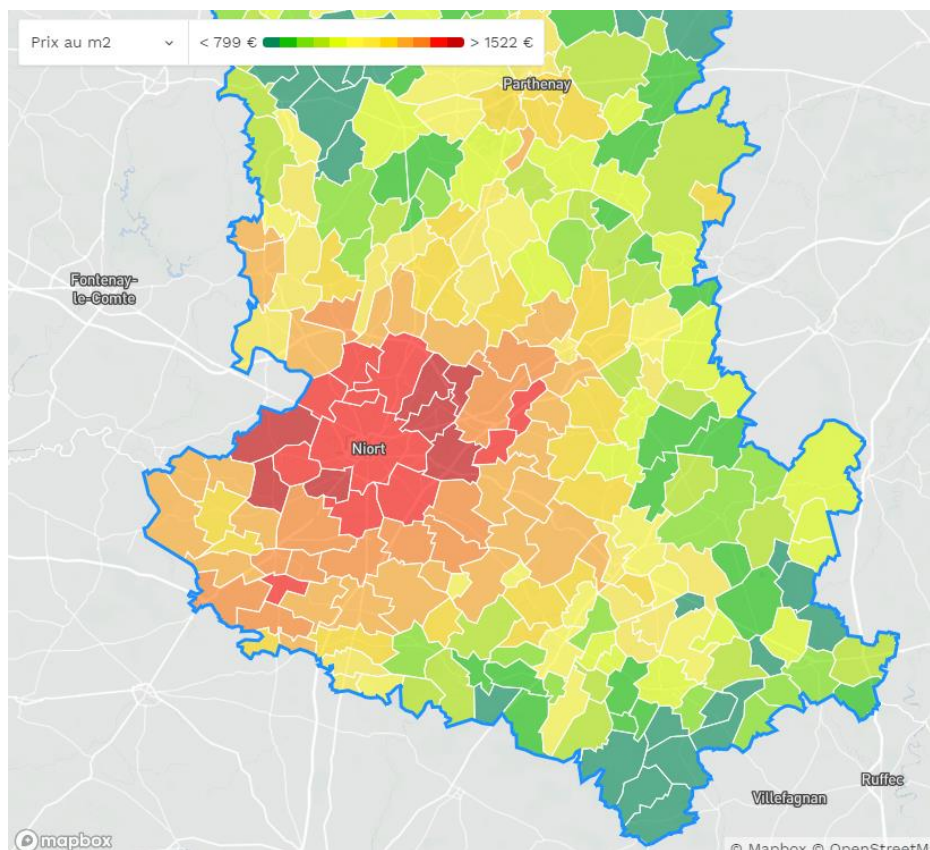 Prix au m2
< 799 €
> 1522 €
Parthenay
Fontenay-
le-Comte
Niort
Ruffec
Villefagnan
mapbox
© Mapbox © OpenStreetM